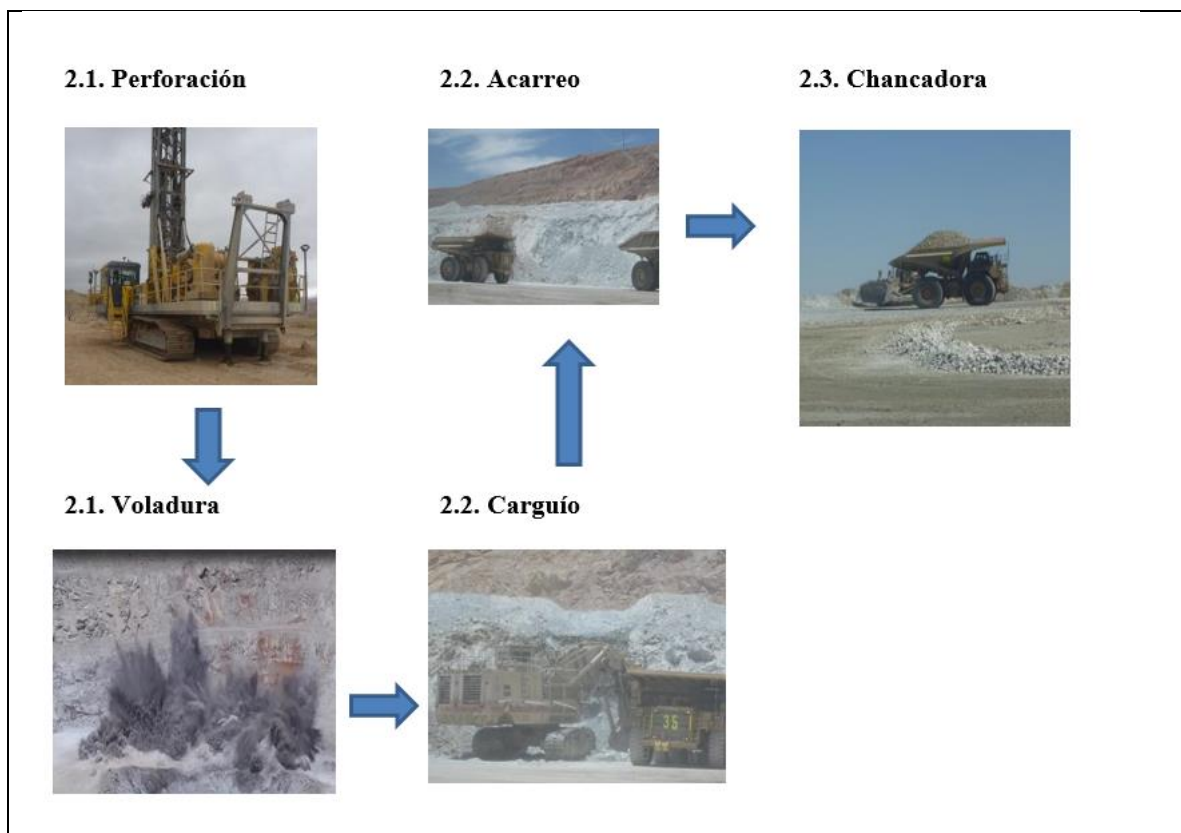 2.1. Perforación
2.2. Acarreo
2.3. Chancadora
2.1. Voladura
2.2. Carguío
35